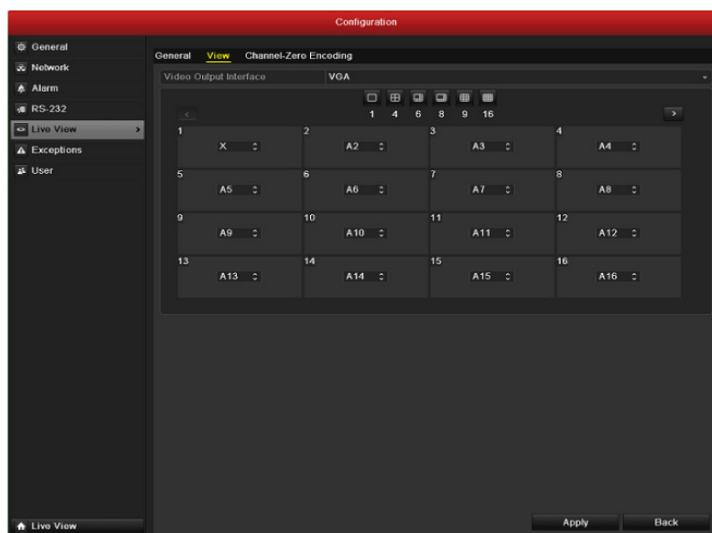 Configuration
General
Network
Alarm
RS-232
Live View >
Exceptions
User
General View Channel-Zero Encoding
Video Output Interface VGA
1 4 6 8 9 16
< >
1 2 3 4
X A2 A3 A4
5 6 7 8
A5 A6 A7 A8
9 10 11 12
A9 A10 A11 A12
13 14 15 16
A13 A14 A15 A16
Live View
Apply Back